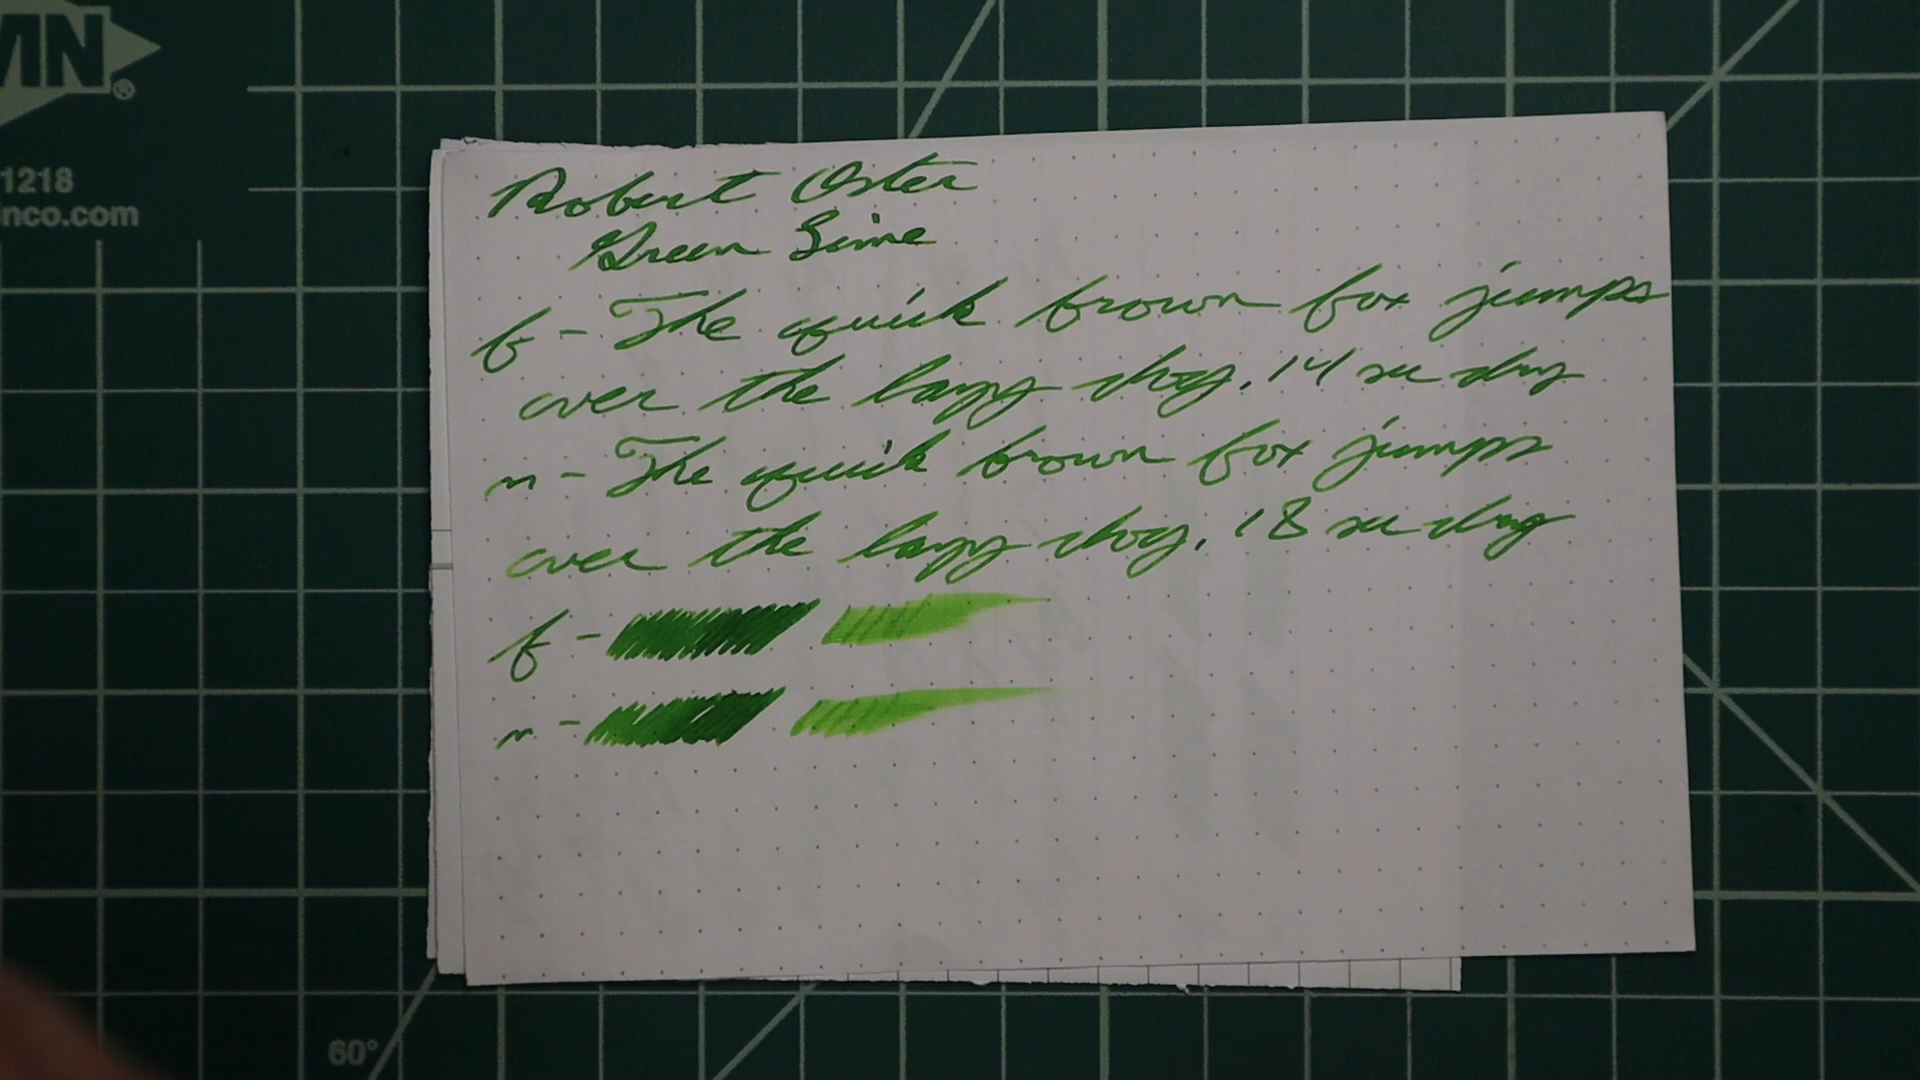 IN®
1218
nco.com
Robert Oster
Green Lime
f - The quick brown fox jumps
over the lazy dog. 14 sec dry
m - The quick brown fox jumps
over the lazy dog. 18 sec dry
f -
m -
60°